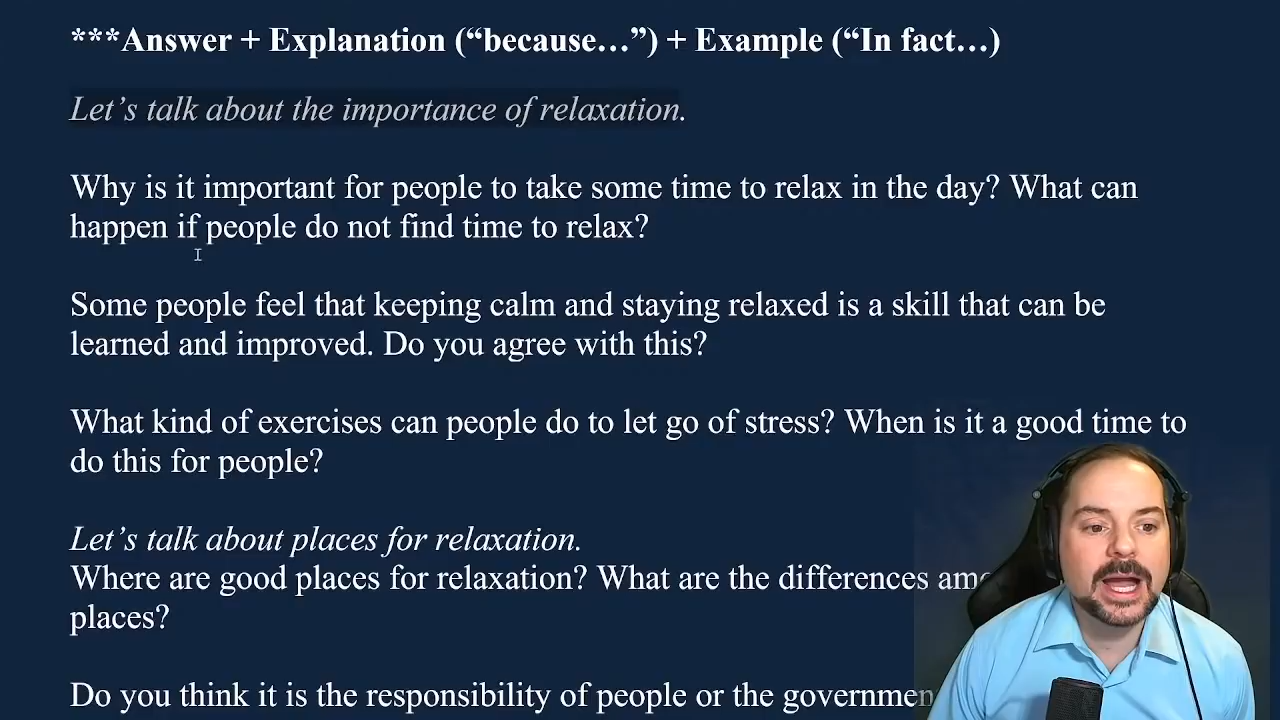 ***Answer + Explanation (“because…”) + Example (“In fact…)
Let’s talk about the importance of relaxation.
Why is it important for people to take some time to relax in the day? What can
happen if people do not find time to relax?
Some people feel that keeping calm and staying relaxed is a skill that can be
learned and improved. Do you agree with this?
What kind of exercises can people do to let go of stress? When is it a good time to
do this for people?
Let’s talk about places for relaxation.
Where are good places for relaxation? What are the differences
places?
Do you think it is the responsibility of people or the